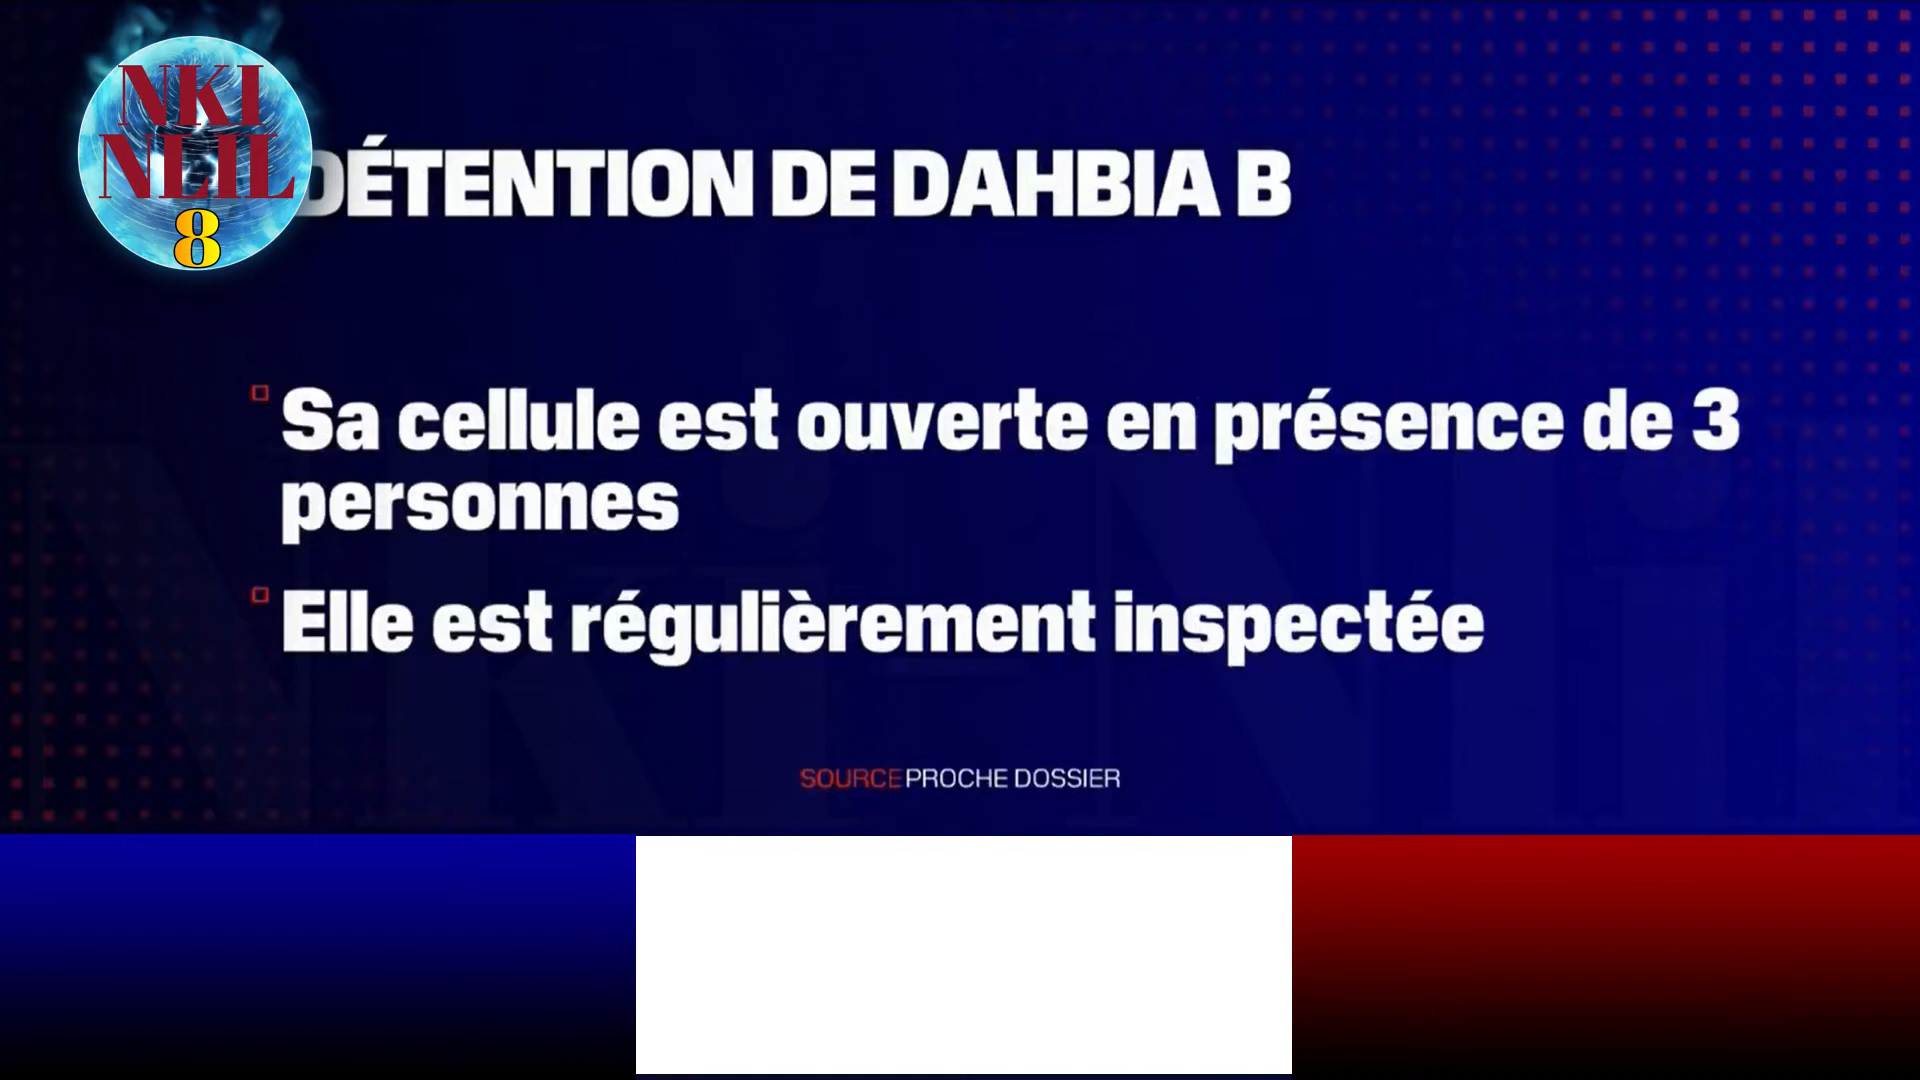 NKI
NLIL
8
DÉTENTION DE DAHBIA B
Sa cellule est ouverte en présence de 3
personnes
Elle est régulièrement inspectée
SOURCE PROCHE DOSSIER